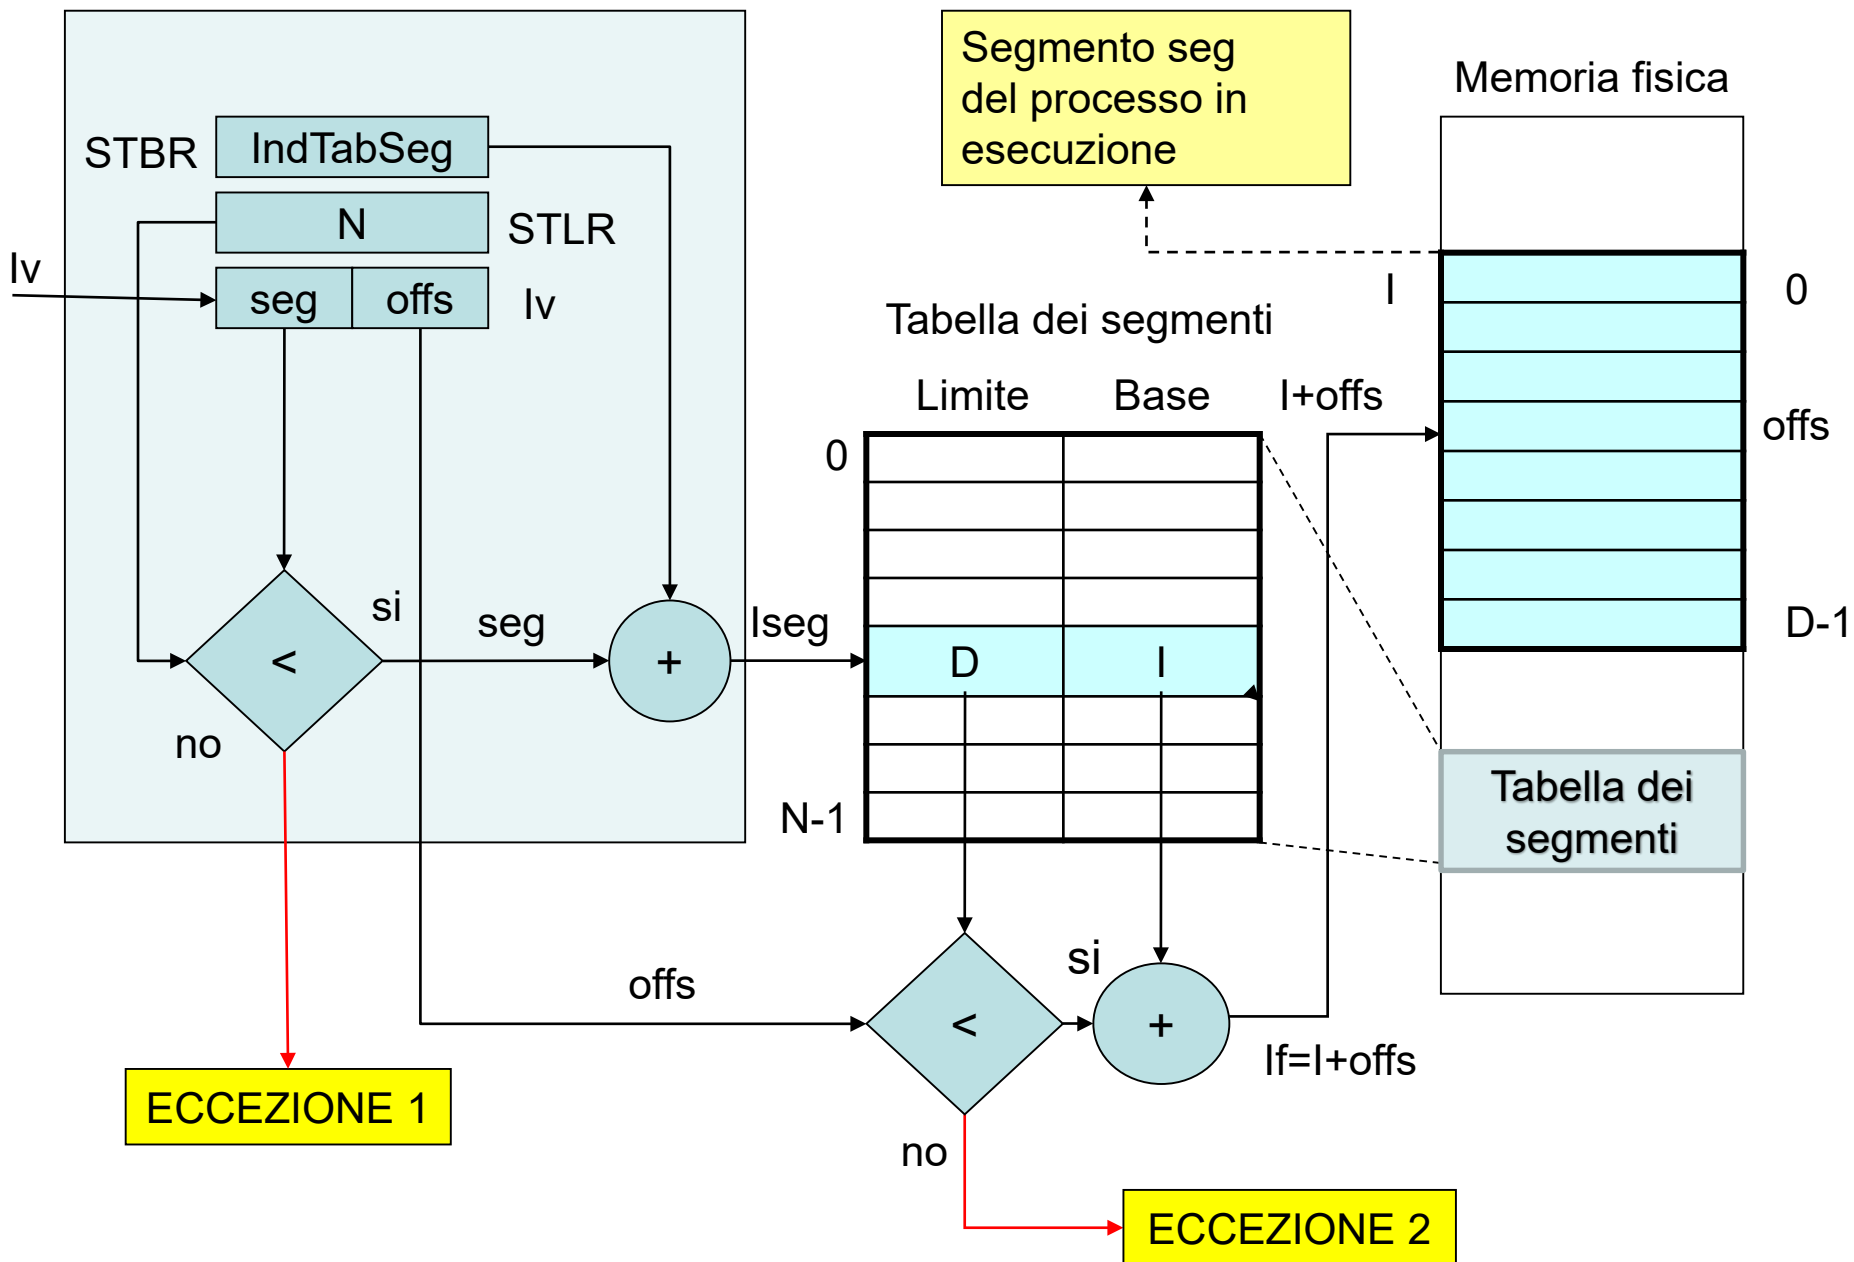 Segmento seg
del processo in
esecuzione
Memoria fisica
STBR
IndTabSeg
N
STLR
Iv
seg
offs
Iv
I
0
Tabella dei segmenti
Limite
Base
I+offs
offs
0
si
seg
Iseg
<
+
D
I
D-1
no
N-1
Tabella dei
segmenti
offs
si
<
+
If=I+offs
ECCEZIONE 1
no
ECCEZIONE 2